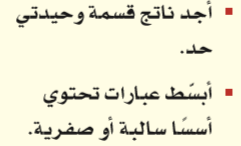 ▪ أجد ناتج قسمة وحيدتي
حد.
▪ أبسّط عبارات تحتوي
أسسًا سالبة أو صفرية.